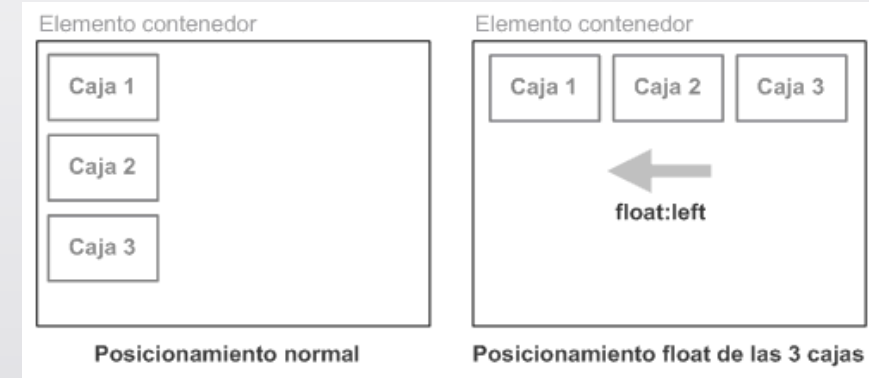 Elemento contenedor
Caja 1
Caja 2
Caja 3
Posicionamiento normal
Elemento contenedor
Caja 1 Caja 2 Caja 3
float:left
Posicionamiento float de las 3 cajas